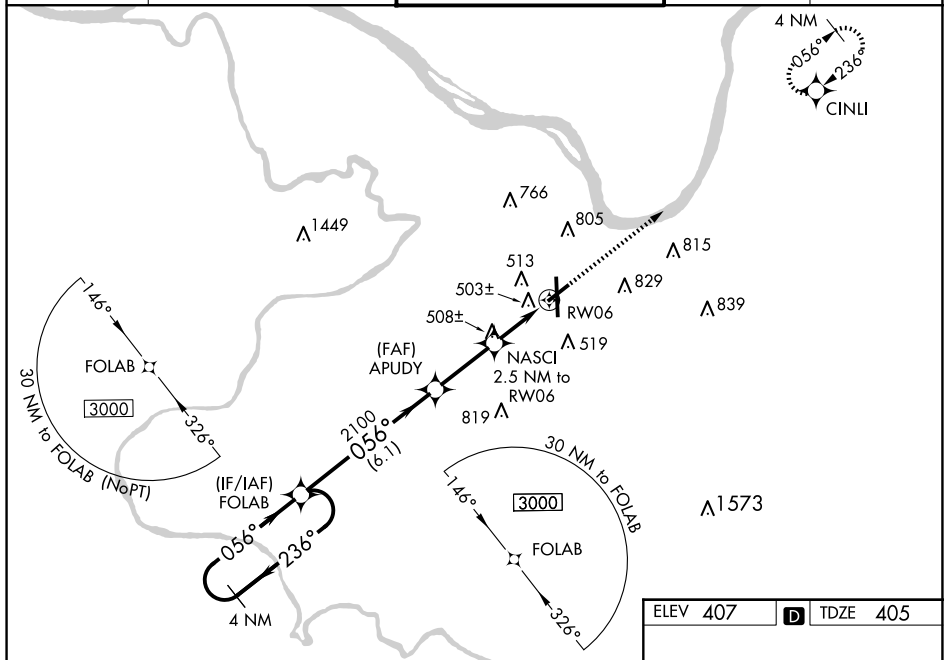 4 NM
056°
236°
CINLI
766
805
1449
815
513
829
503±
RW06
839
508±
146°
(FAF)
APUDY
NASCI
2.5 NM to
RW06
519
FOLAB
3000
326°
30 NM to FOLAB (NoPT)
819
2100
056°
(6.1)
(IF/IAF)
FOLAB
056°
236°
4 NM
30 NM to FOLAB
146°
3000
FOLAB
326°
1573
ELEV 407 D TDZE 405